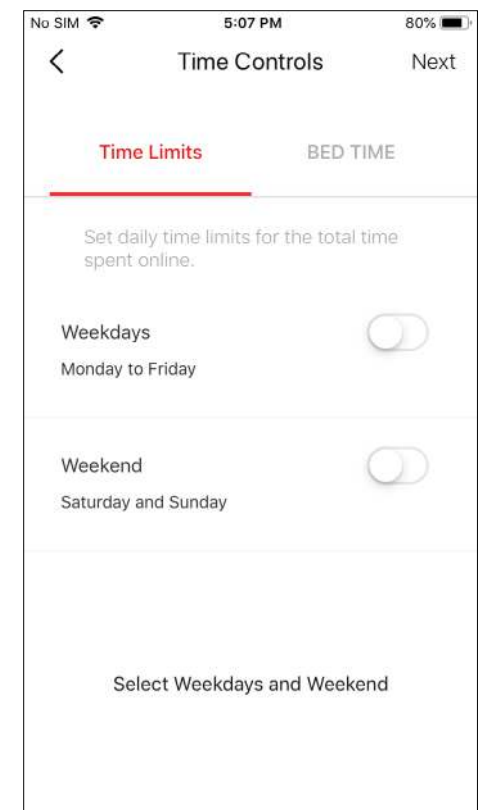 No SIM 5:07 PM 80%
Time Controls Next
Time Limits BED TIME
Set daily time limits for the total time
spent online.
Weekdays
Monday to Friday
Weekend
Saturday and Sunday
Select Weekdays and Weekend